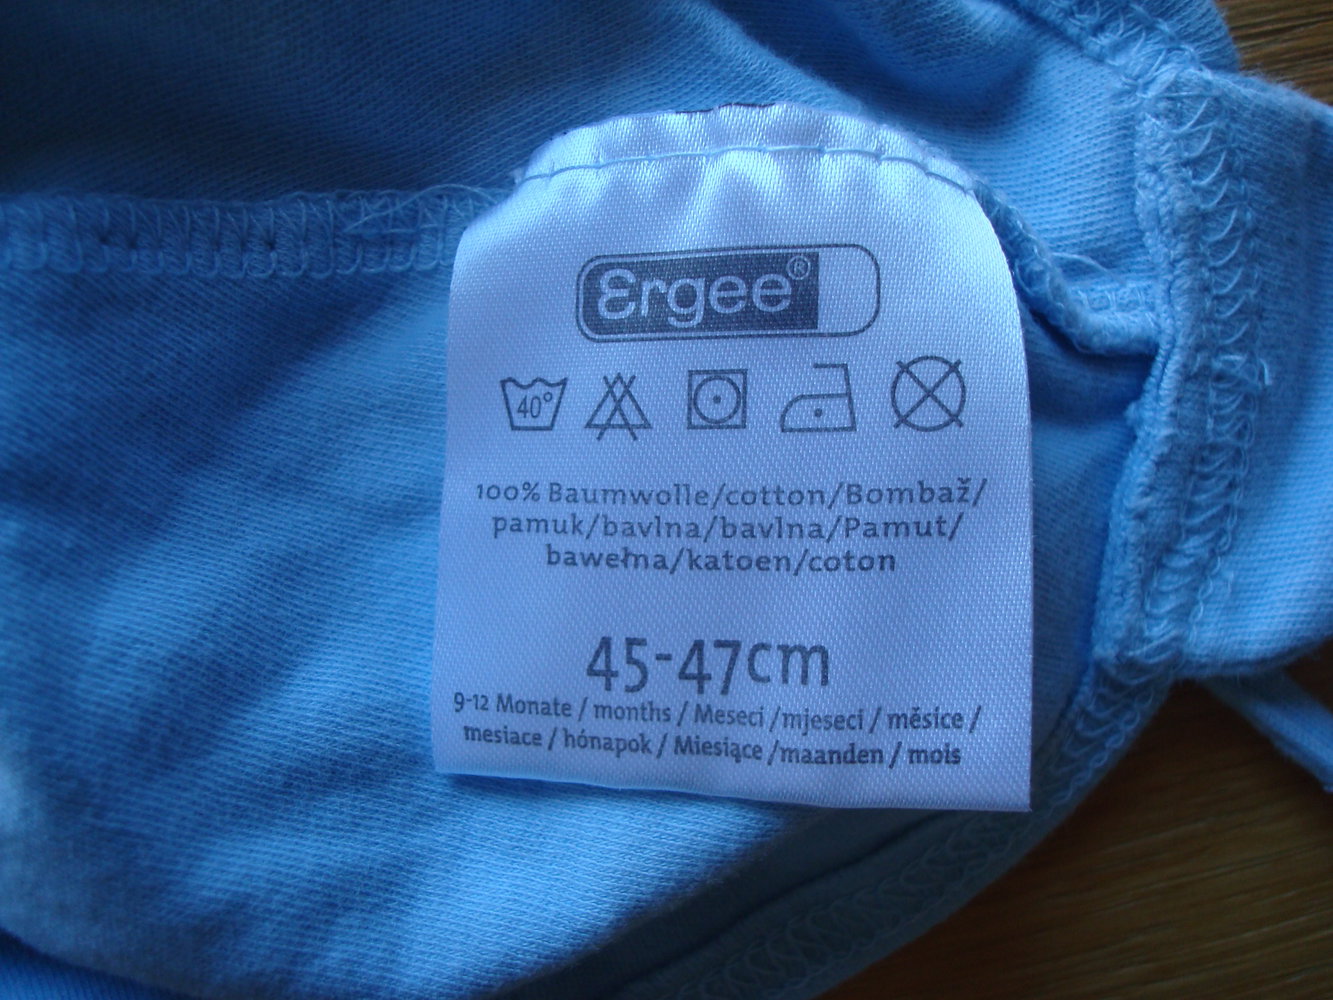 Ergee®
40°
100% Baumwolle/cotton/Bombaž/
pamuk/bavlna/bavlna/Pamut/
bawełna/katoen/coton
45-47cm
9-12 Monate / months / Meseci /mjeseci / měsíce /
mesiace / hónapok / Miesiące /maanden / mois